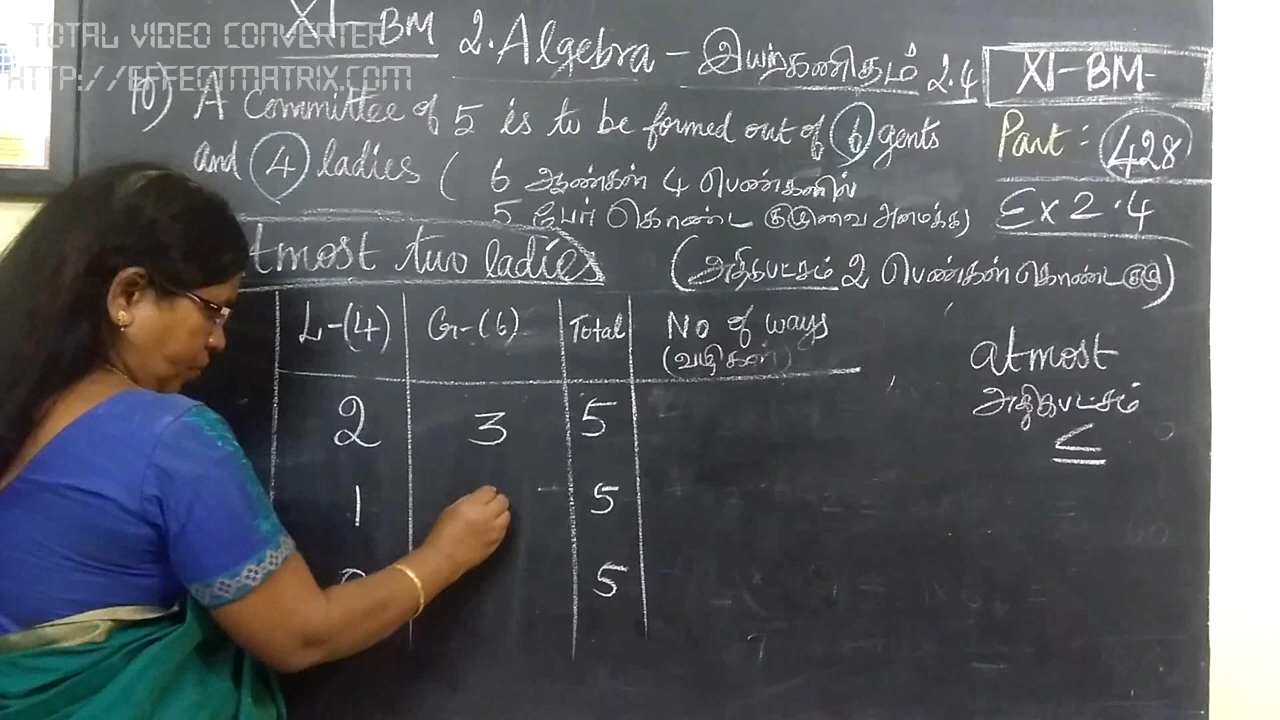 TOTAL VIDEO CONVERTER
HTTP://EFFECTMATRIX.COM
XI-BM 2. Algebra - இயற்கணிதம் 2.4
XI-BM-
Part: 428
Ex 2.4
10) A Committee of 5 is to be formed out of 6 gents
and 4 ladies ( 6 ஆண்கள் 4 பெண்களில்
5 பேர் கொண்ட குழுவை அமைக்க)
atmost two ladies (அதிகபட்சம் 2 பெண்கள் கொண்ட குழு)
L-(4) G-(6) Total No of ways
(வழிகள்)
2 3 5
1 5
5
atmost
அதிகபட்சம்
≤